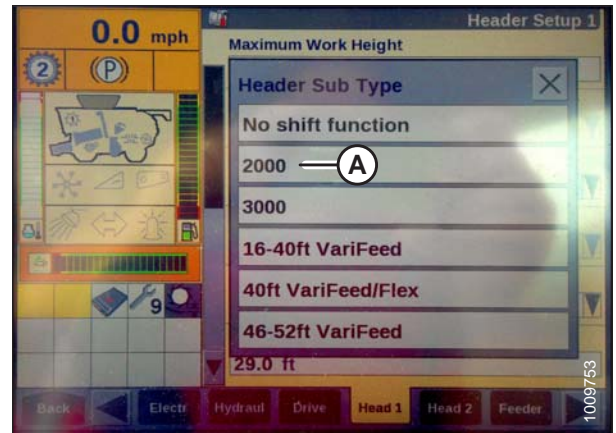 0.0 mph
Header Setup 1
Maximum Work Height
2
P
Header Sub Type
No shift function
2000
A
3000
16-40ft VariFeed
40ft VariFeed/Flex
46-52ft VariFeed
9
29.0 ft
Back
Electr
Hydraul
Drive
Head 1
Head 2
Feeder
1009753